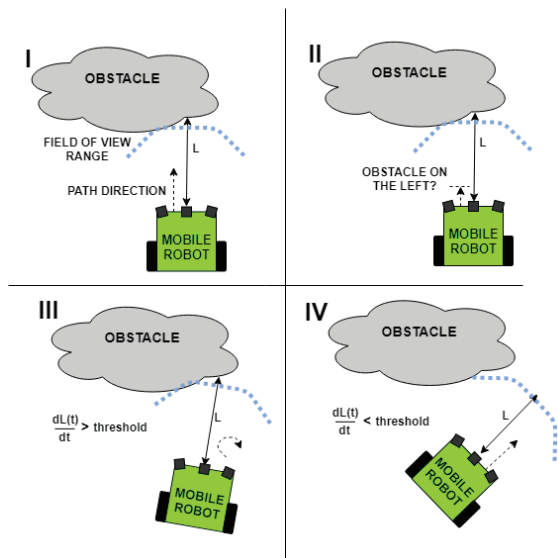 I
OBSTACLE
FIELD OF VIEW
RANGE
L
PATH DIRECTION
MOBILE
ROBOT
II
OBSTACLE
L
OBSTACLE ON
THE LEFT?
MOBILE
ROBOT
III
OBSTACLE
dL(t)
dt
> threshold
L
MOBILE
ROBOT
IV
OBSTACLE
dL(t)
dt
< threshold
L
MOBILE
ROBOT